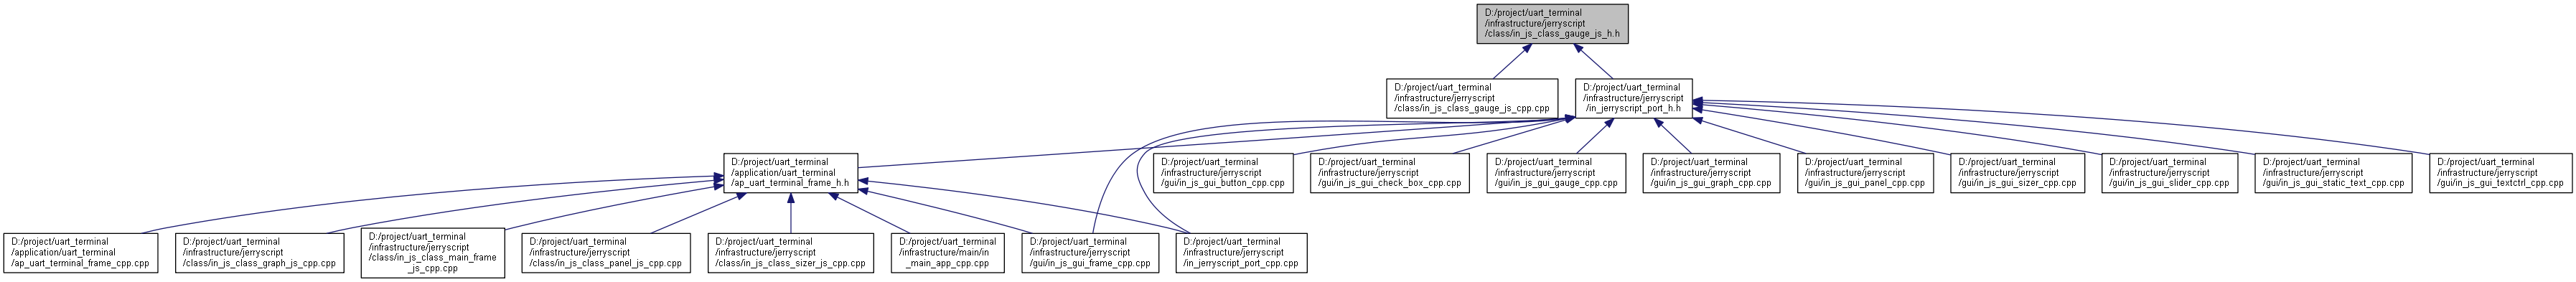 D:/project/uart_terminal
/infrastructure/jerryscript
/class/in_js_class_gauge_js_h.h
D:/project/uart_terminal
/infrastructure/jerryscript
/class/in_js_class_gauge_js_cpp.cpp
D:/project/uart_terminal
/infrastructure/jerryscript
/in_jerryscript_port_h.h
D:/project/uart_terminal
/application/uart_terminal
/ap_uart_terminal_frame_h.h
D:/project/uart_terminal
/infrastructure/jerryscript
/gui/in_js_gui_button_cpp.cpp
D:/project/uart_terminal
/infrastructure/jerryscript
/gui/in_js_gui_check_box_cpp.cpp
D:/project/uart_terminal
/infrastructure/jerryscript
/gui/in_js_gui_gauge_cpp.cpp
D:/project/uart_terminal
/infrastructure/jerryscript
/gui/in_js_gui_graph_cpp.cpp
D:/project/uart_terminal
/infrastructure/jerryscript
/gui/in_js_gui_panel_cpp.cpp
D:/project/uart_terminal
/infrastructure/jerryscript
/gui/in_js_gui_sizer_cpp.cpp
D:/project/uart_terminal
/infrastructure/jerryscript
/gui/in_js_gui_slider_cpp.cpp
D:/project/uart_terminal
/infrastructure/jerryscript
/gui/in_js_gui_static_text_cpp.cpp
D:/project/uart_terminal
/infrastructure/jerryscript
/gui/in_js_gui_textctrl_cpp.cpp
D:/project/uart_terminal
/application/uart_terminal
/ap_uart_terminal_frame_cpp.cpp
D:/project/uart_terminal
/infrastructure/jerryscript
/class/in_js_class_graph_js_cpp.cpp
D:/project/uart_terminal
/infrastructure/jerryscript
/class/in_js_class_main_frame
_js_cpp.cpp
D:/project/uart_terminal
/infrastructure/jerryscript
/class/in_js_class_panel_js_cpp.cpp
D:/project/uart_terminal
/infrastructure/jerryscript
/class/in_js_class_sizer_js_cpp.cpp
D:/project/uart_terminal
/infrastructure/main/in
_main_app_cpp.cpp
D:/project/uart_terminal
/infrastructure/jerryscript
/gui/in_js_gui_frame_cpp.cpp
D:/project/uart_terminal
/infrastructure/jerryscript
/in_jerryscript_port_cpp.cpp